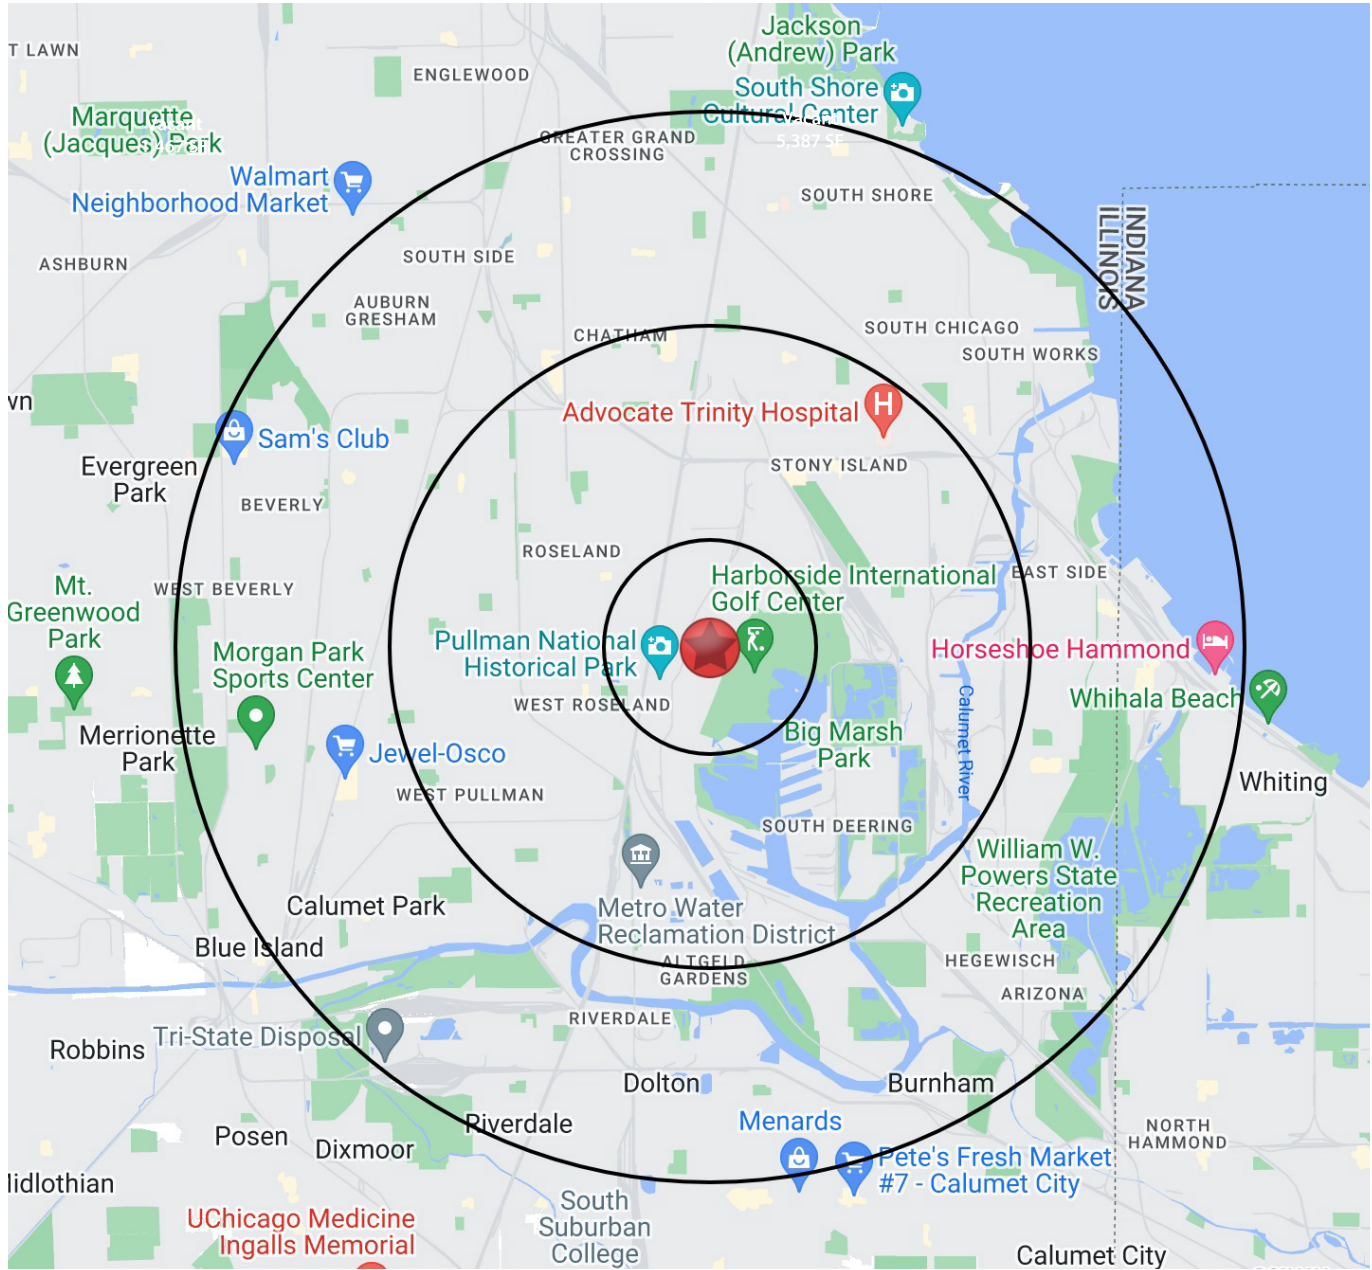 Jackson
(Andrew) Park
T LAWN
ENGLEWOOD
South Shore
Cultural Center
Marquette
(Jacques) Park
5,387 SF
GREATER GRAND
CROSSING
Walmart
Neighborhood Market
SOUTH SHORE
INDIANA
ILLINOIS
ASHBURN
SOUTH SIDE
AUBURN
GRESHAM
CHATHAM
SOUTH CHICAGO
SOUTH WORKS
wn
Advocate Trinity Hospital
H
Sam's Club
Evergreen
Park
STONY ISLAND
BEVERLY
ROSELAND
Harborside International
Golf Center
EAST SIDE
Mt.
Greenwood
Park
WEST BEVERLY
Pullman National
Historical Park
Horseshoe Hammond
Morgan Park
Sports Center
WEST ROSELAND
Calumet River
Whihala Beach
Merrionette
Park
Big Marsh
Park
Jewel-Osco
Whiting
WEST PULLMAN
SOUTH DEERING
William W.
Powers State
Recreation
Area
Calumet Park
Metro Water
Reclamation District
Blue Island
ALTGELD
GARDENS
HEGEWISCH
ARIZONA
RIVERDALE
Tri-State Disposal
Robbins
Dolton
Burnham
Riverdale
Menards
Posen
Dixmoor
NORTH
HAMMOND
Pete's Fresh Market
#7 - Calumet City
lidlothian
South
Suburban
College
UChicago Medicine
Ingalls Memorial
Calumet City